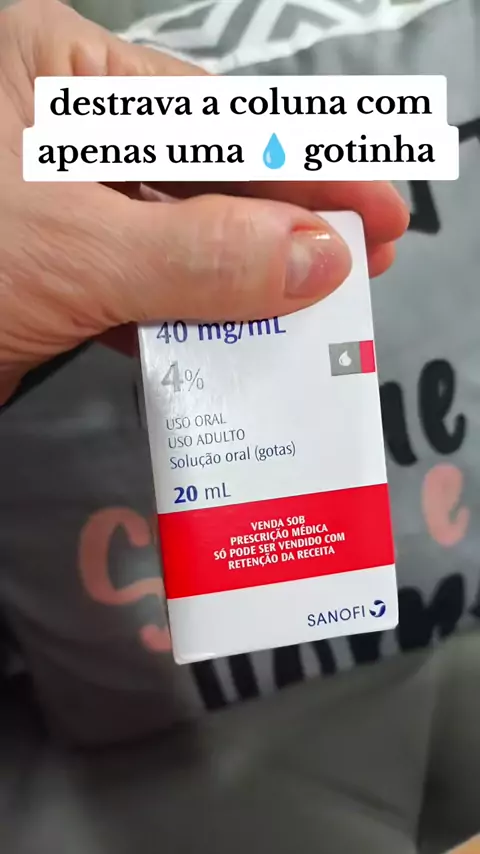 destrava a coluna com
apenas uma 💧 gotinha
40 mg/mL
4%
USO ORAL
USO ADULTO
Solução oral (gotas)
20 mL
VENDA SOB
PRESCRIÇÃO MÉDICA
SÓ PODE SER VENDIDO COM
RETENÇÃO DA RECEITA
SANOFI